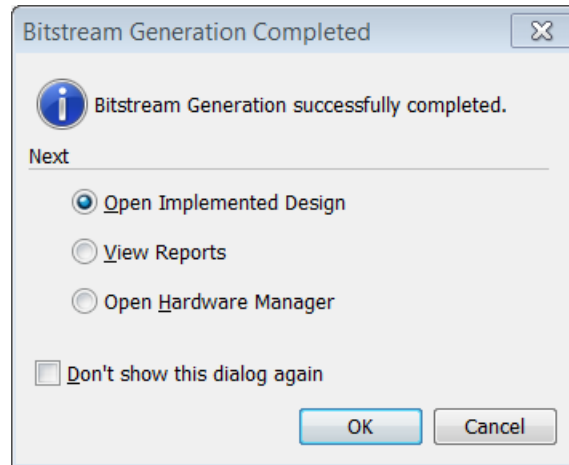 Bitstream Generation Completed
Bitstream Generation successfully completed.
Next
Open Implemented Design
View Reports
Open Hardware Manager
Don't show this dialog again
OK Cancel